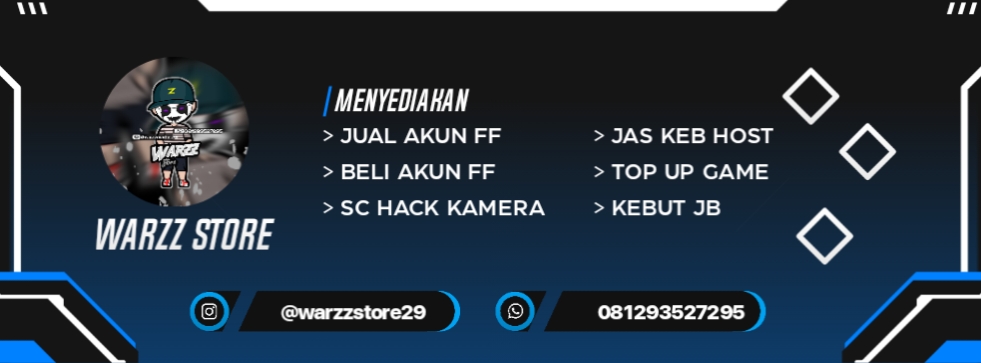 Z
WARZZ
WARZZ STORE
MENYEDIAKAN
> JUAL AKUN FF
> BELI AKUN FF
> SC HACK KAMERA
> JAS KEB HOST
> TOP UP GAME
> KEBUT JB
@warzzstore29
081293527295